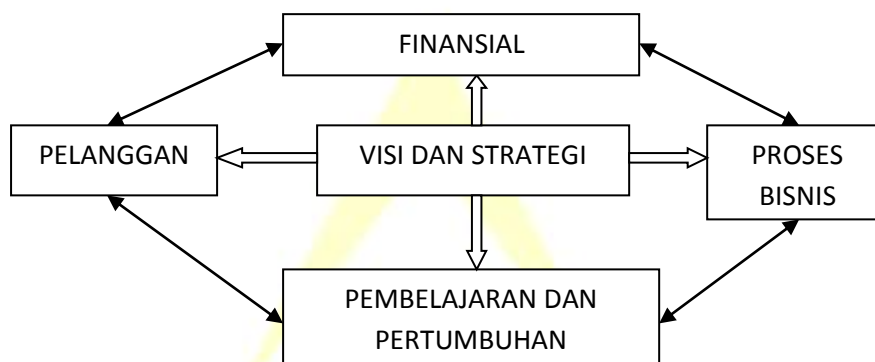 FINANSIAL
PELANGGAN
VISI DAN STRATEGI
PROSES
BISNIS
PEMBELAJARAN DAN
PERTUMBUHAN